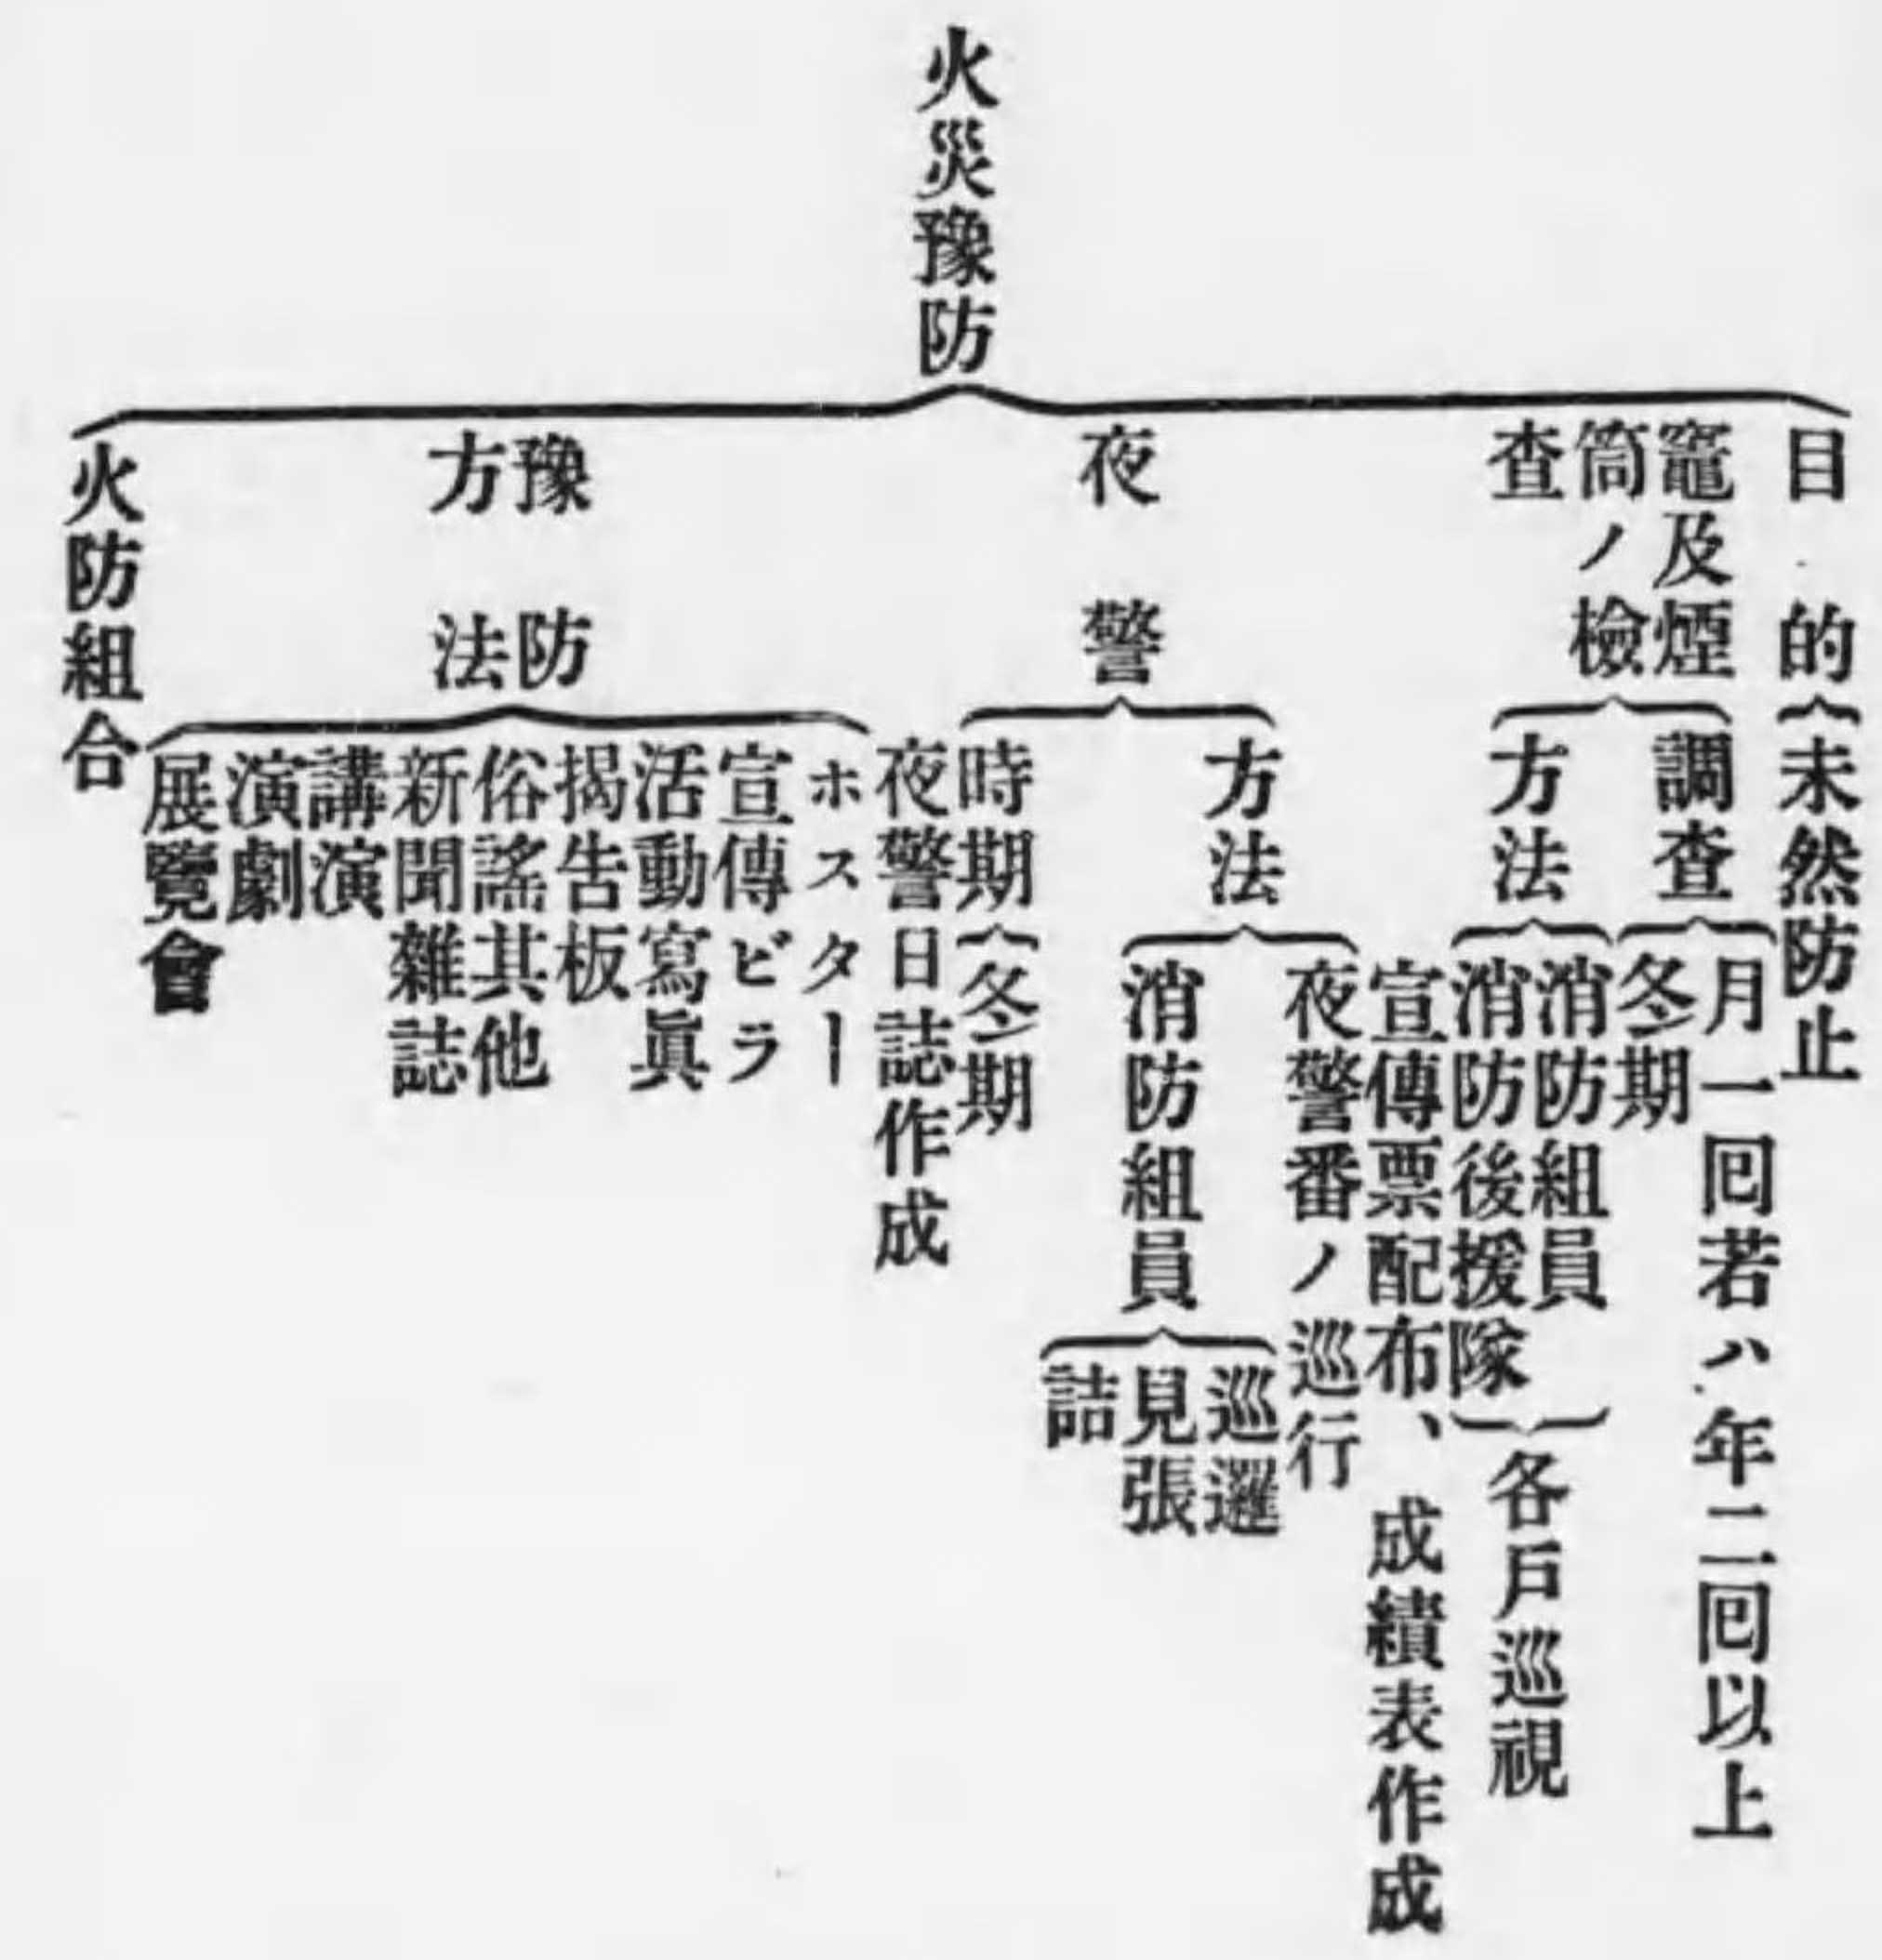 火災豫防
目的
未然防止
竈及煙
筒ノ檢
査
調査
月一囘若ハ年二囘以上
冬期
方法
消防組員
消防後援隊
各戸巡視
宣傳票配布、成績表作成
夜警
方法
夜警番ノ巡行
消防組員
巡邏
見張
詰
時期
冬期
夜警日誌作成
豫防
方法
ホスター
宣傳ビラ
活動寫眞
揭吿板
俗謠其他
新聞雜誌
講演
演劇
展覽會
火防組合